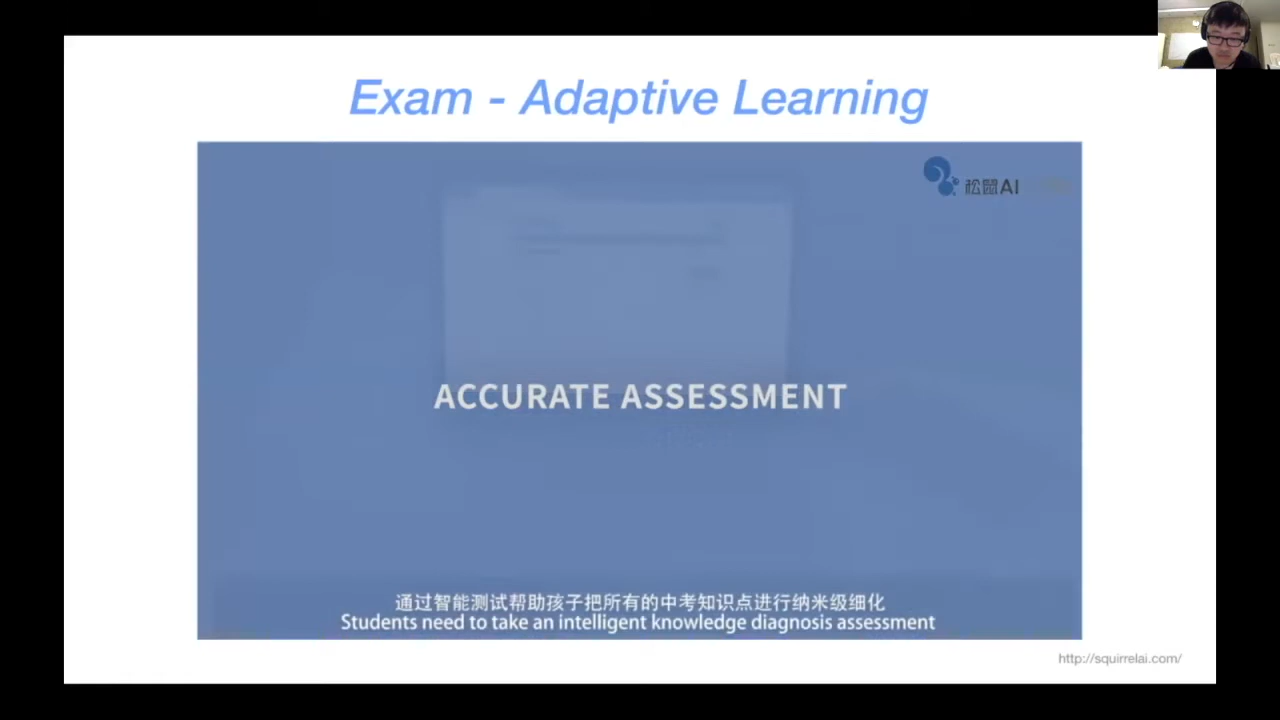 Exam - Adaptive Learning
松鼠AI
ACCURATE ASSESSMENT
通过智能测试帮助孩子把所有的中考知识点进行纳米级细化
Students need to take an intelligent knowledge diagnosis assessment
http://squirrelai.com/